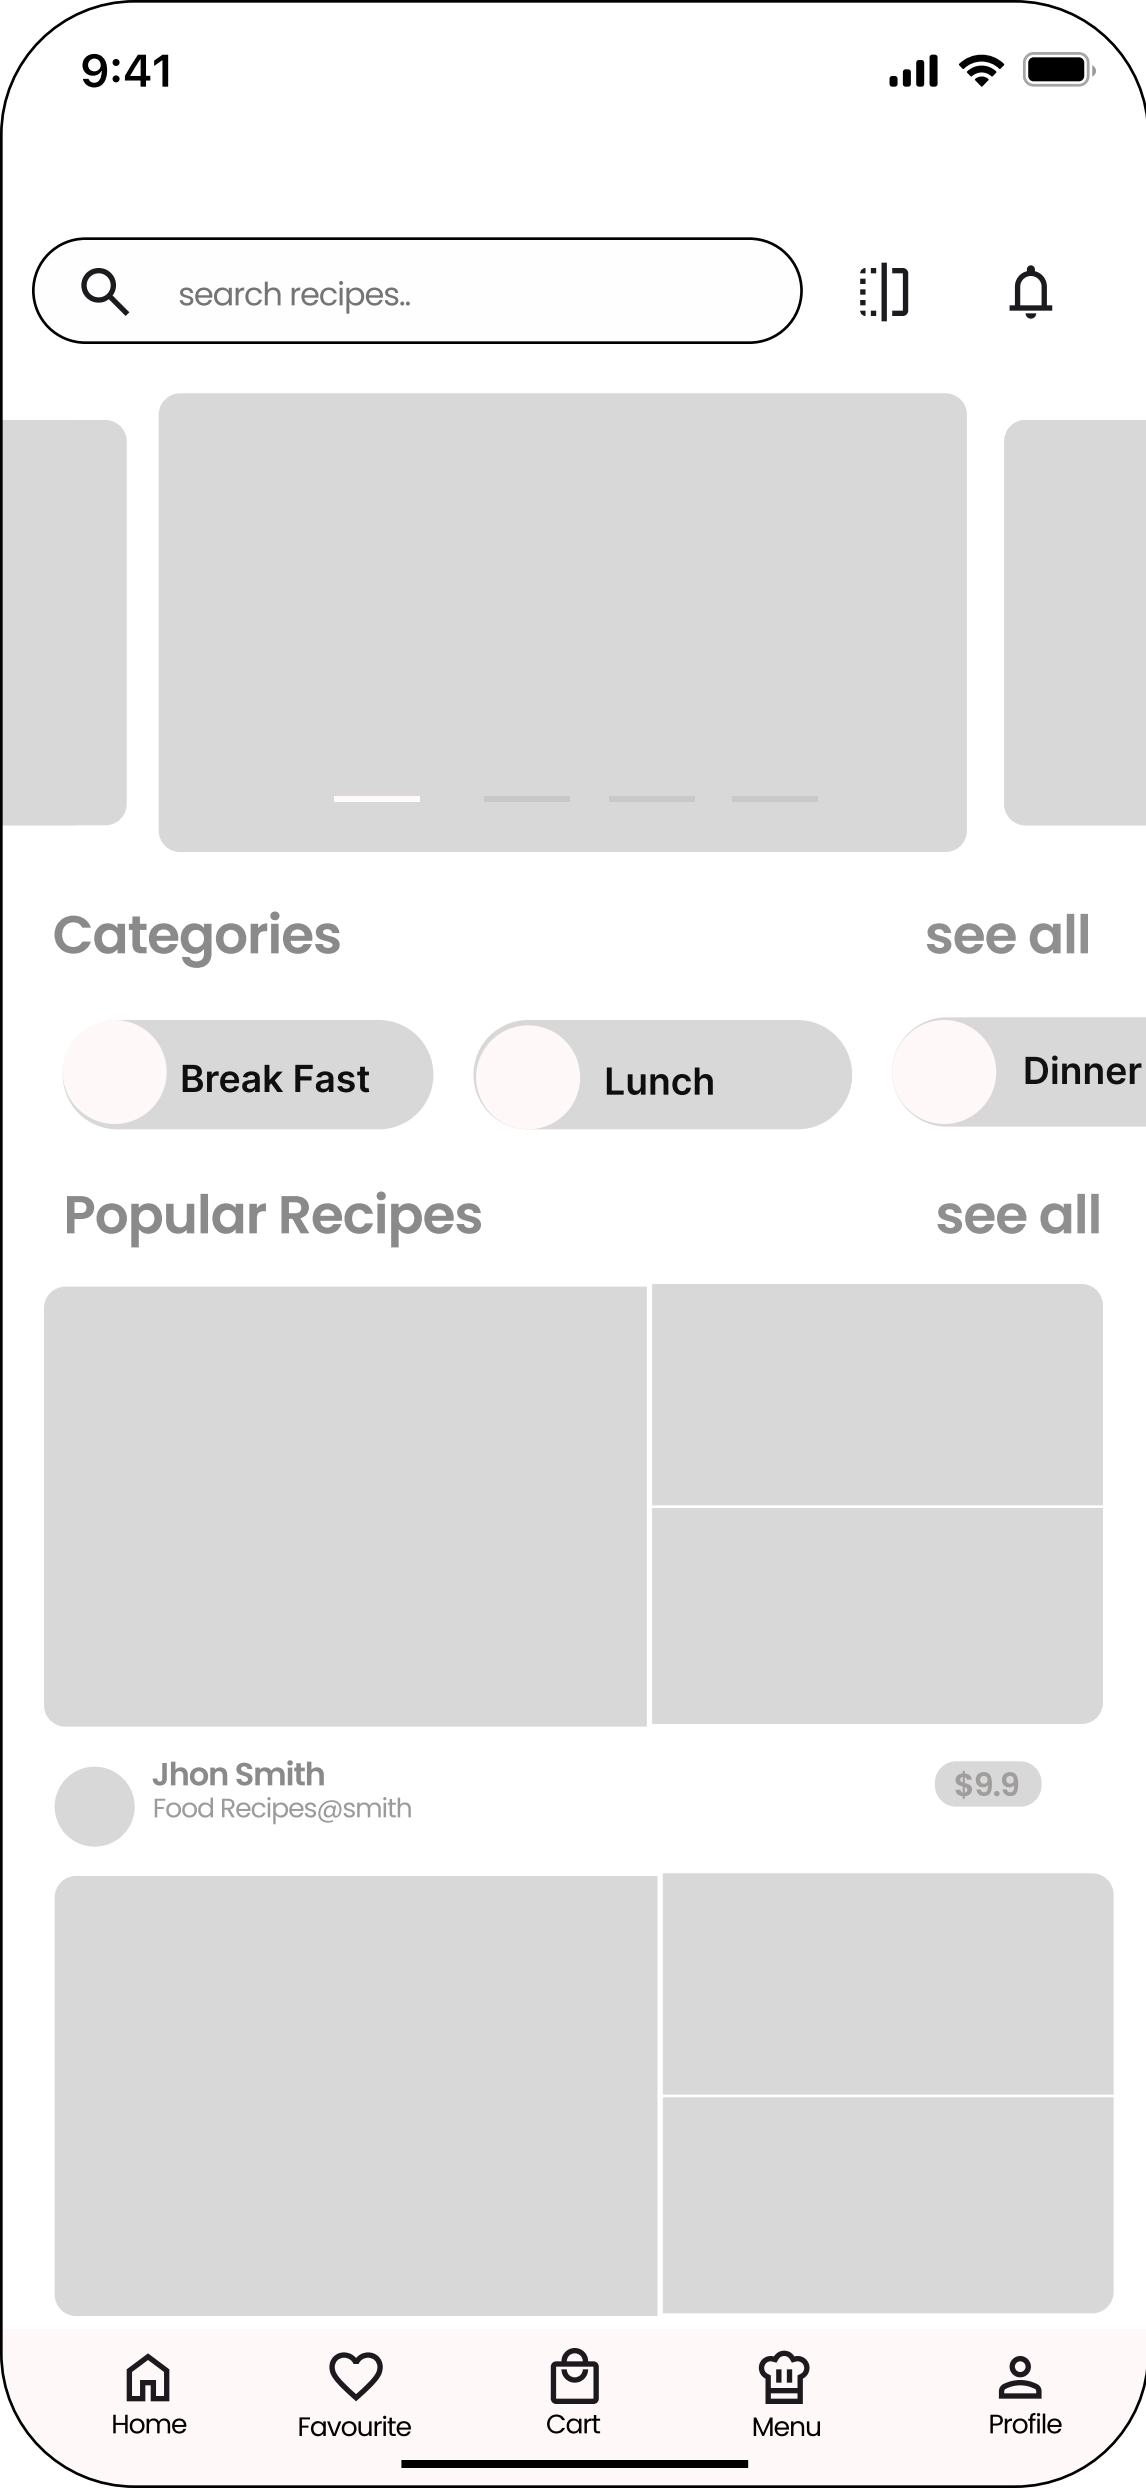 9:41
search recipes..
Categories see all
Break Fast Lunch Dinner
Popular Recipes see all
Jhon Smith
Food Recipes@smith
$9.9
Home Favourite Cart Menu Profile